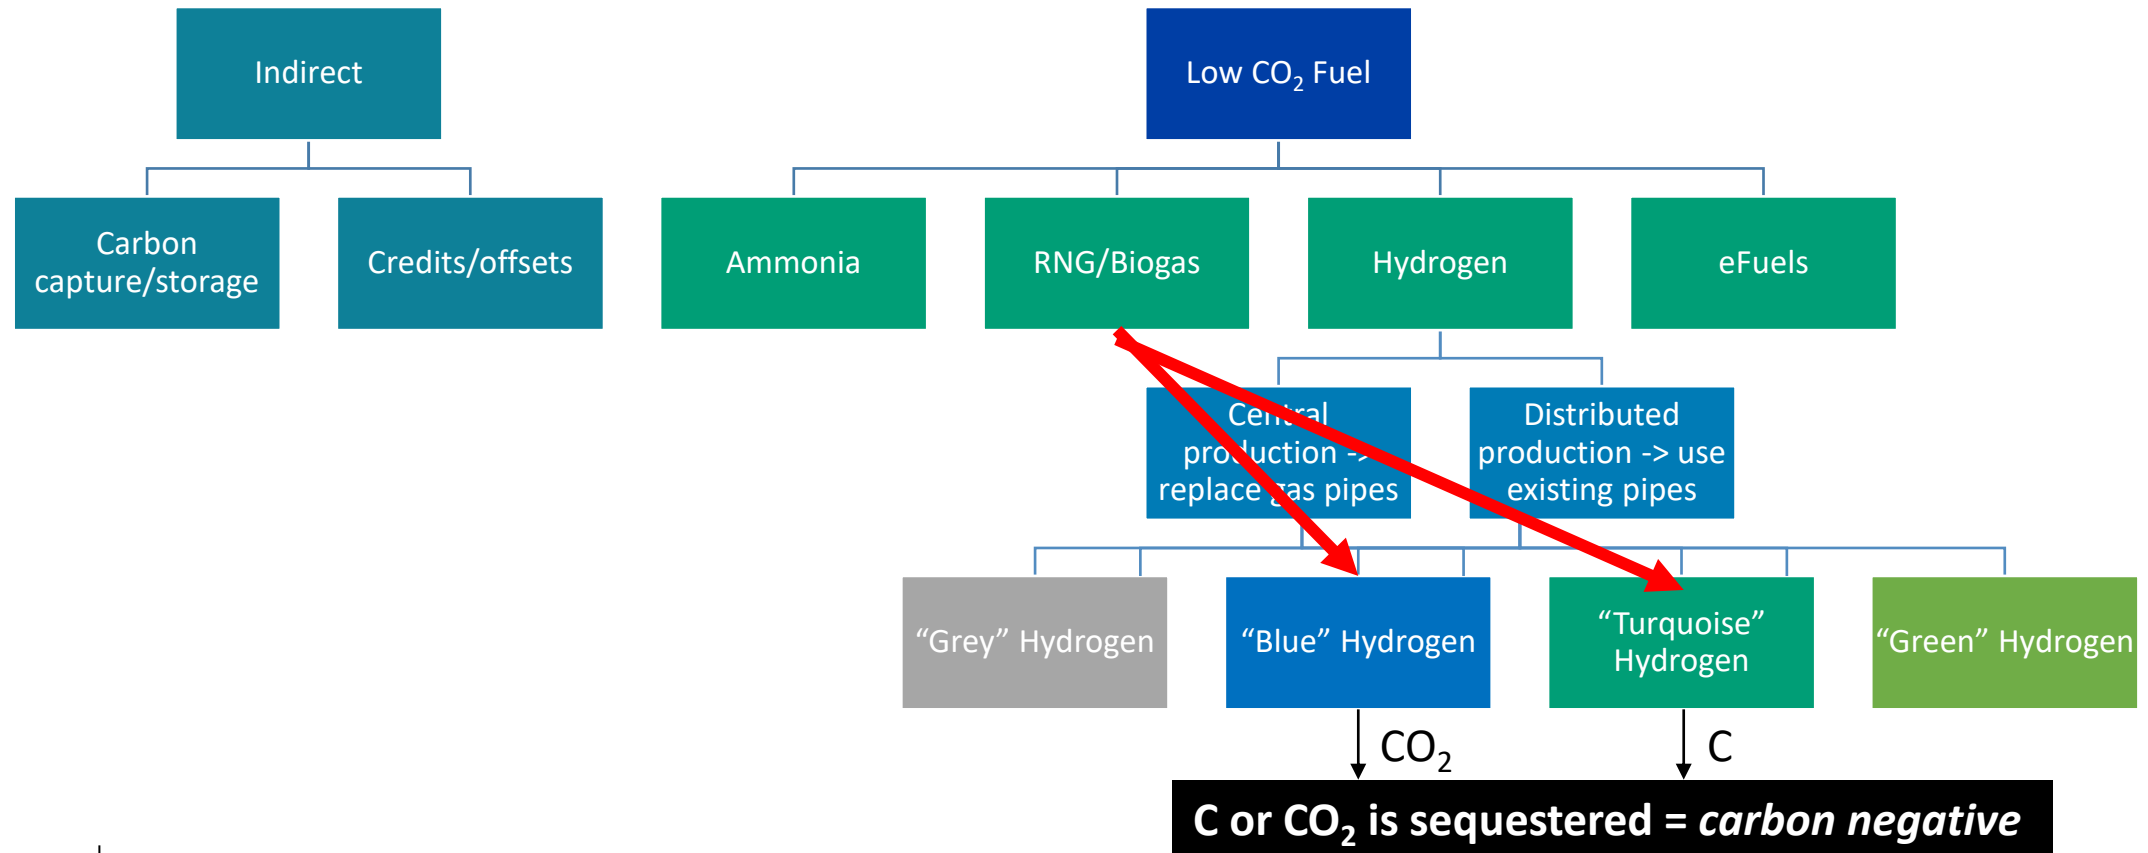 Indirect
Low CO₂ Fuel
Carbon
capture/storage
Credits/offsets
Ammonia
RNG/Biogas
Hydrogen
eFuels
Central
production ->
replace gas pipes
Distributed
production -> use
existing pipes
“Grey” Hydrogen
“Blue” Hydrogen
“Turquoise”
Hydrogen
“Green” Hydrogen
CO₂
C
C or CO₂ is sequestered = carbon negative